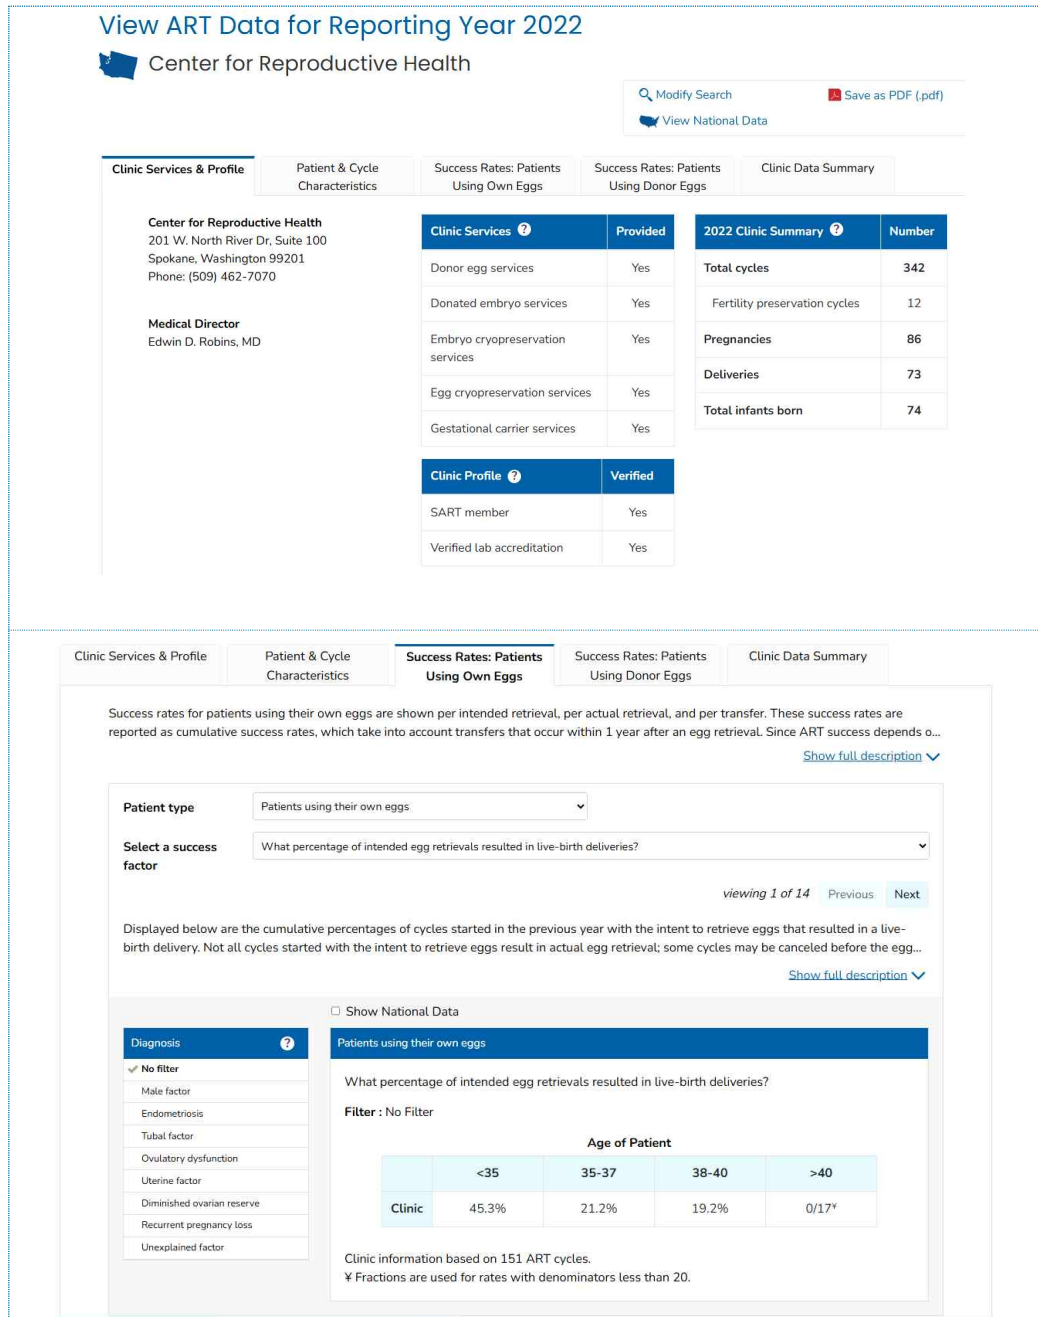 View ART Data for Reporting Year 2022
Center for Reproductive Health
Modify Search
Save as PDF (.pdf)
View National Data
Clinic Services & Profile
Patient & Cycle
Characteristics
Success Rates: Patients
Using Own Eggs
Success Rates: Patients
Using Donor Eggs
Clinic Data Summary
Center for Reproductive Health
201 W. North River Dr, Suite 100
Spokane, Washington 99201
Phone: (509) 462-7070
Medical Director
Edwin D. Robins, MD
Clinic Services ? Provided
Donor egg services Yes
Donated embryo services Yes
Embryo cryopreservation Yes
services
Egg cryopreservation services Yes
Gestational carrier services Yes
Clinic Profile ? Verified
SART member Yes
Verified lab accreditation Yes
2022 Clinic Summary ? Number
Total cycles 342
Fertility preservation cycles 12
Pregnancies 86
Deliveries 73
Total infants born 74
Clinic Services & Profile
Patient & Cycle
Characteristics
Success Rates: Patients
Using Own Eggs
Success Rates: Patients
Using Donor Eggs
Clinic Data Summary
Success rates for patients using their own eggs are shown per intended retrieval, per actual retrieval, and per transfer. These success rates are
reported as cumulative success rates, which take into account transfers that occur within 1 year after an egg retrieval. Since ART success depends o...
Show full description
Patient type Patients using their own eggs
Select a success What percentage of intended egg retrievals resulted in live-birth deliveries?
factor
viewing 1 of 14 Previous Next
Displayed below are the cumulative percentages of cycles started in the previous year with the intent to retrieve eggs that resulted in a live-
birth delivery. Not all cycles started with the intent to retrieve eggs result in actual egg retrieval; some cycles may be canceled before the egg...
Show full description
Show National Data
Diagnosis ?
No filter
Male factor
Endometriosis
Tubal factor
Ovulatory dysfunction
Uterine factor
Diminished ovarian reserve
Recurrent pregnancy loss
Unexplained factor
Patients using their own eggs
What percentage of intended egg retrievals resulted in live-birth deliveries?
Filter : No Filter
Age of Patient
<35 35-37 38-40 >40
Clinic 45.3% 21.2% 19.2% 0/17¥
Clinic information based on 151 ART cycles.
¥ Fractions are used for rates with denominators less than 20.